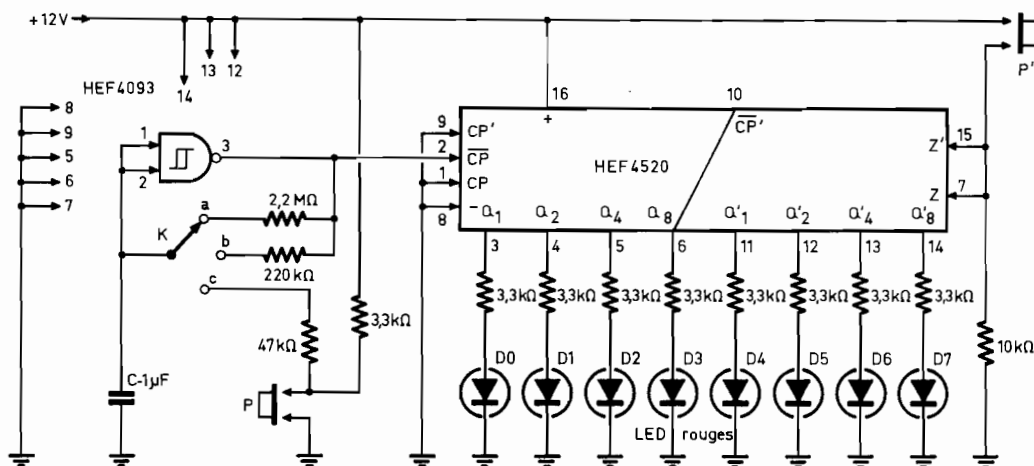 +12V
13
12
14
HEF4093
8
9
5
6
7
1
2
3
K
a
2,2 MΩ
b
220 kΩ
c
47kΩ
3,3kΩ
C-1µF
P
16
10
+
CP'
HEF4520
9
CP'
2
CP
1
CP
8
-
Z'
15
Z
7
Q1
Q2
Q4
Q8
Q'1
Q'2
Q'4
Q'8
3
4
5
6
11
12
13
14
3,3kΩ
3,3kΩ
3,3kΩ
3,3kΩ
3,3kΩ
3,3kΩ
3,3kΩ
3,3kΩ
10kΩ
D0
D1
D2
D3
D4
D5
D6
D7
LED rouges
P'